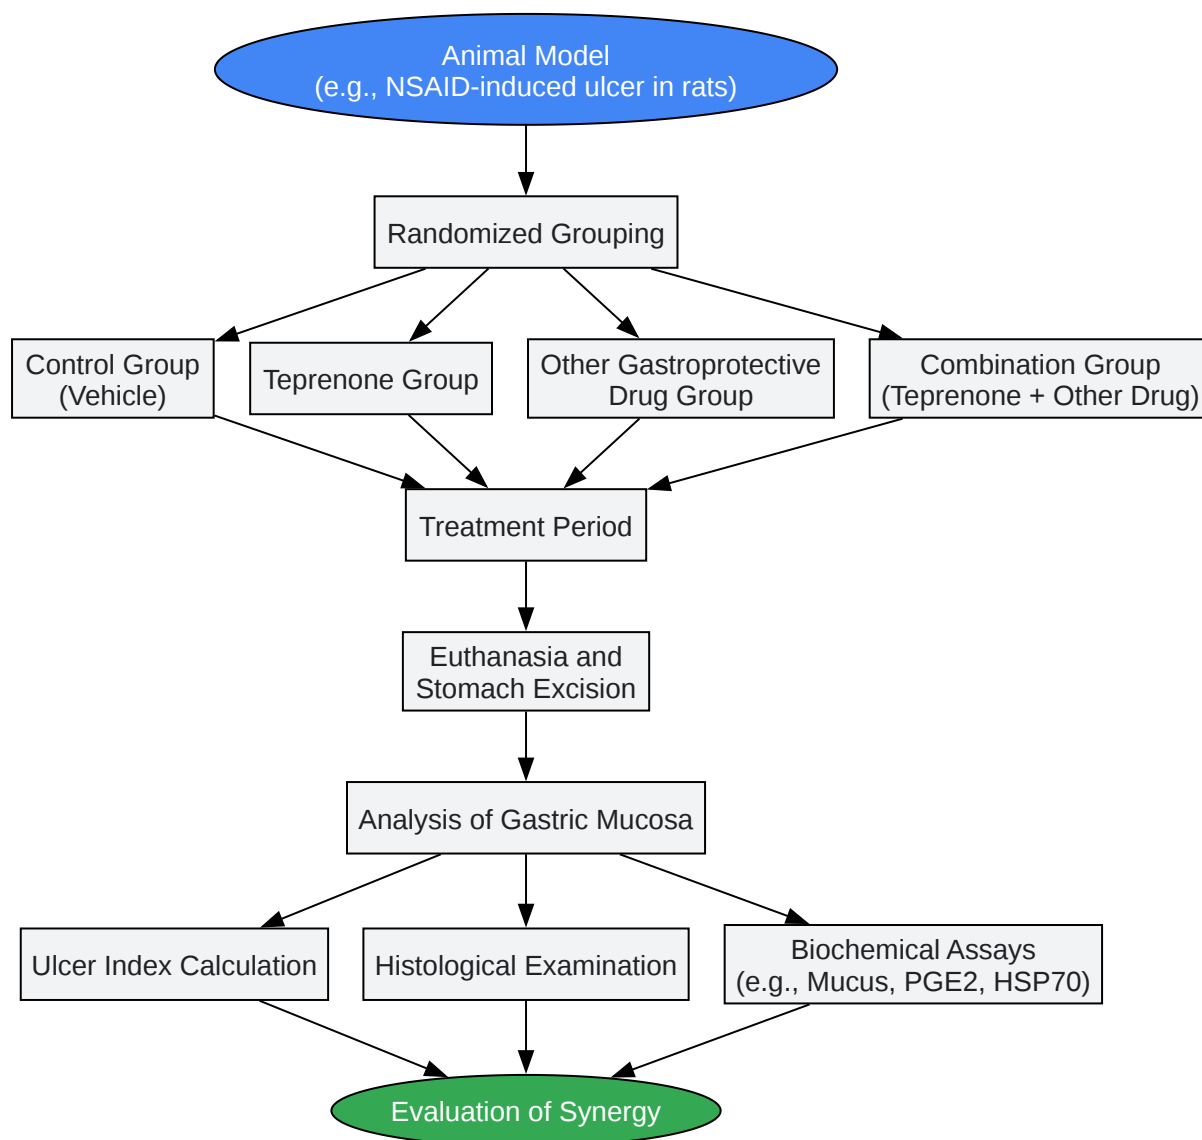 Animal Model
(e.g., NSAID-induced ulcer in rats)
Randomized Grouping
Control Group
(Vehicle)
Teprenone Group
Other Gastroprotective
Drug Group
Combination Group
(Teprenone + Other Drug)
Treatment Period
Euthanasia and
Stomach Excision
Analysis of Gastric Mucosa
Ulcer Index Calculation
Histological Examination
Biochemical Assays
(e.g., Mucus, PGE2, HSP70)
Evaluation of Synergy